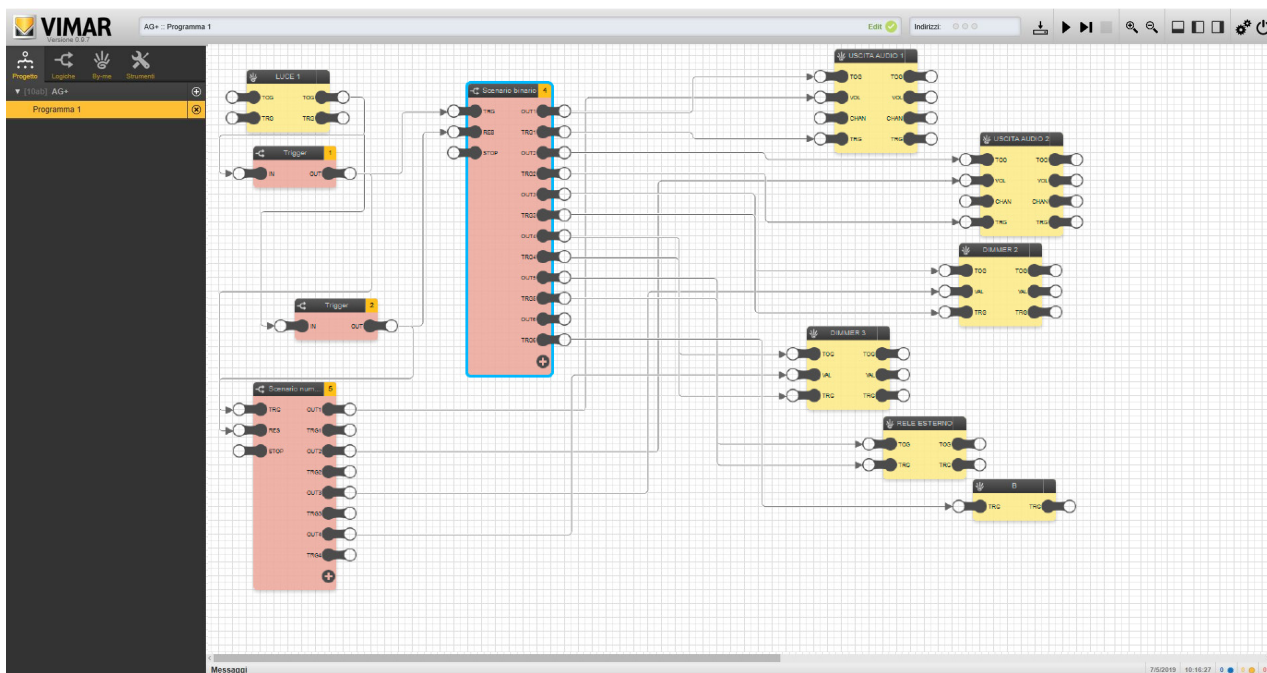 VIMAR
Versione 0.9.7
AG+ :: Programma 1
Edit
Indirizzi:
Progetto
Logiche
By-me
Strumenti
[10ab] AG+
Programma 1
LUCE 1
TOG TOG
TRG TRG
Trigger 1
IN OUT
Trigger 2
IN OUT
Scenario num... 5
TRG OUT1
RES TRG1
STOP OUT2
TRG2
OUT3
TRG3
OUT4
TRG4
Scenario binario 4
TRG OUT1
RES TRG1
STOP OUT2
TRG2
OUT3
TRG3
OUT4
TRG4
OUT5
TRG5
OUT6
TRG6
USCITA AUDIO 1
TOG TOG
VOL VOL
CHAN CHAN
TRG TRG
USCITA AUDIO 2
TOG TOG
VOL VOL
CHAN CHAN
TRG TRG
DIMMER 2
TOG TOG
VAL VAL
TRG TRG
DIMMER 3
TOG TOG
VAL VAL
TRG TRG
RELE ESTERNO
TOG TOG
TRG TRG
B
TRG TRG
Messaggi
7/5/2019 10:16:27 0 0 0